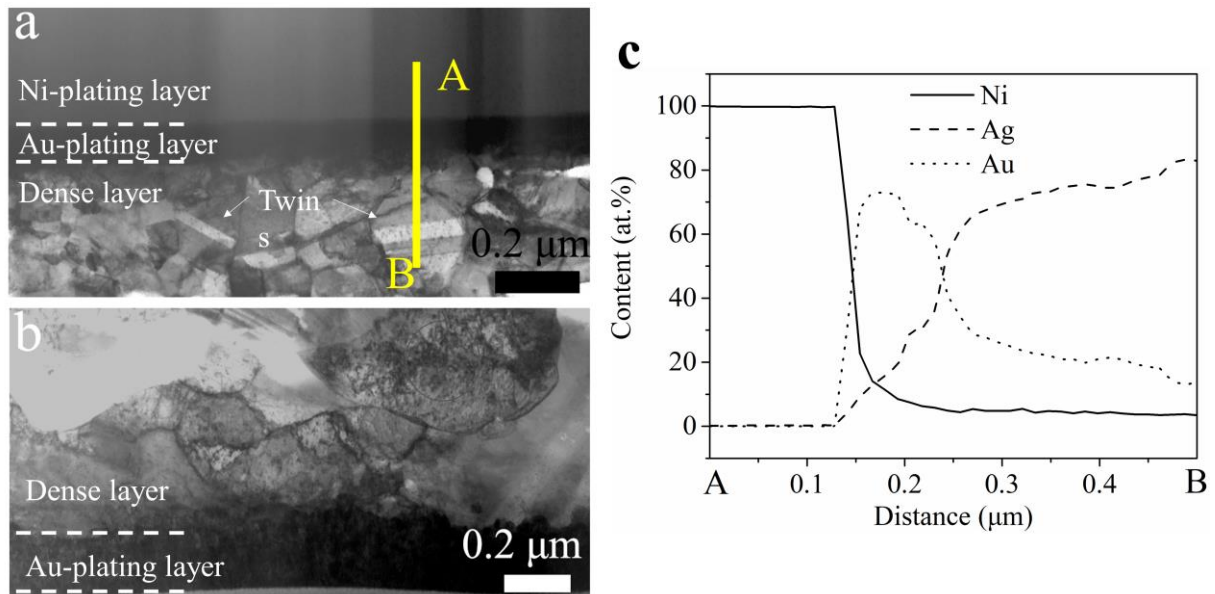 a
Ni-plating layer
Au-plating layer
Dense layer
Twin
s
A
B
0.2 μm
b
Dense layer
Au-plating layer
0.2 μm
c
Ni
Ag
Au
Content (at.%)
100
80
60
40
20
0
A 0.1 0.2 0.3 0.4 B
Distance (μm)